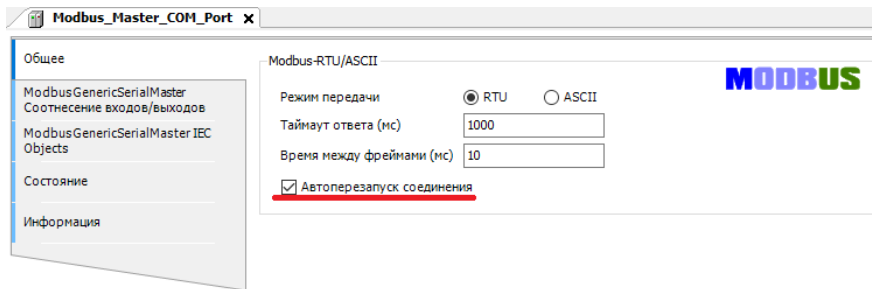 Modbus_Master_COM_Port
Общее
ModbusGenericSerialMaster
Соотнесение входов/выходов
ModbusGenericSerialMaster IEC
Objects
Состояние
Информация
Modbus-RTU/ASCII
MODBUS
Режим передачи
RTU
ASCII
Таймаут ответа (мс)
1000
Время между фреймами (мс)
10
Автоперезапуск соединения